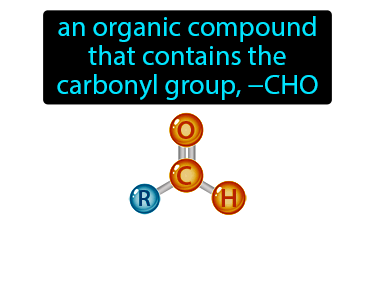 an organic compound
that contains the
carbonyl group, –CHO
O
C
R
H